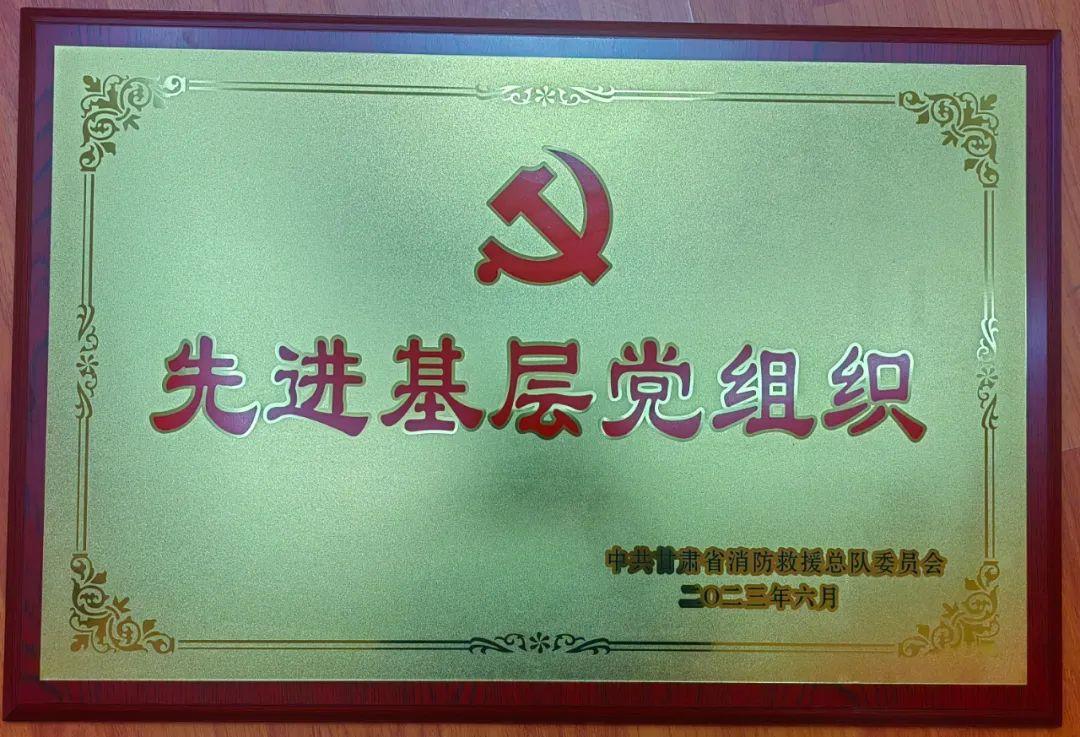 先进基层党组织
中共甘肃省消防救援总队委员会
二〇二三年六月